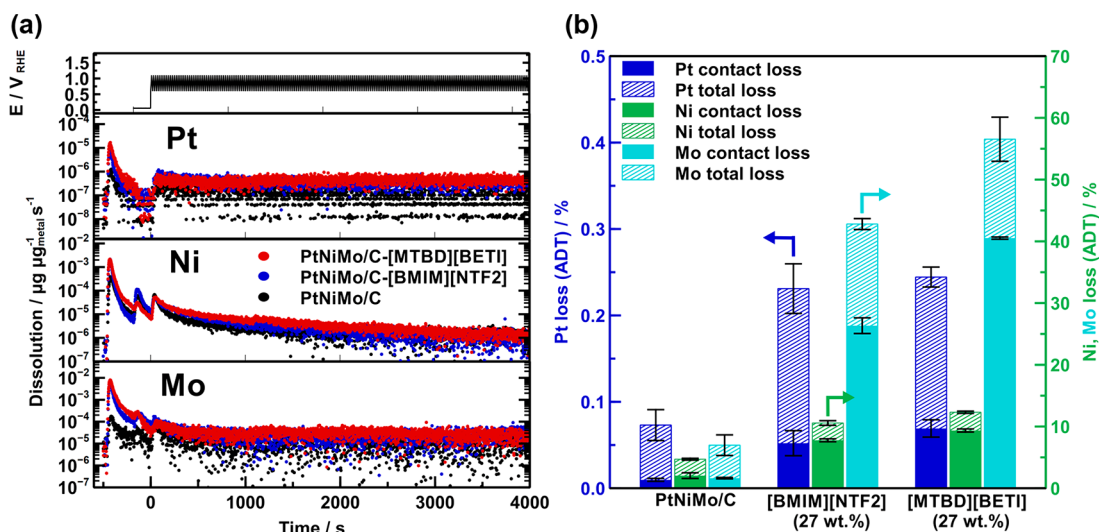 (a)
E / V RHE
1.5
1.0
0.5
0.0
Dissolution / µg µg⁻¹metal s⁻¹
10⁻⁴
10⁻⁵
10⁻⁶
10⁻⁷
10⁻⁸
Pt
10⁻²
10⁻³
10⁻⁴
10⁻⁵
10⁻⁶
10⁻⁷
Ni
PtNiMo/C-[MTBD][BETI]
PtNiMo/C-[BMIM][NTF2]
PtNiMo/C
10⁻²
10⁻³
10⁻⁴
10⁻⁵
10⁻⁶
10⁻⁷
Mo
0 1000 2000 3000 4000
Time / s
(b)
Pt loss (ADT) / %
0.5
0.4
0.3
0.2
0.1
0.0
Pt contact loss
Pt total loss
Ni contact loss
Ni total loss
Mo contact loss
Mo total loss
70
60
50
40
30
20
10
0
Ni, Mo loss (ADT) / %
PtNiMo/C [BMIM][NTF2] [MTBD][BETI]
(27 wt.%) (27 wt.%)